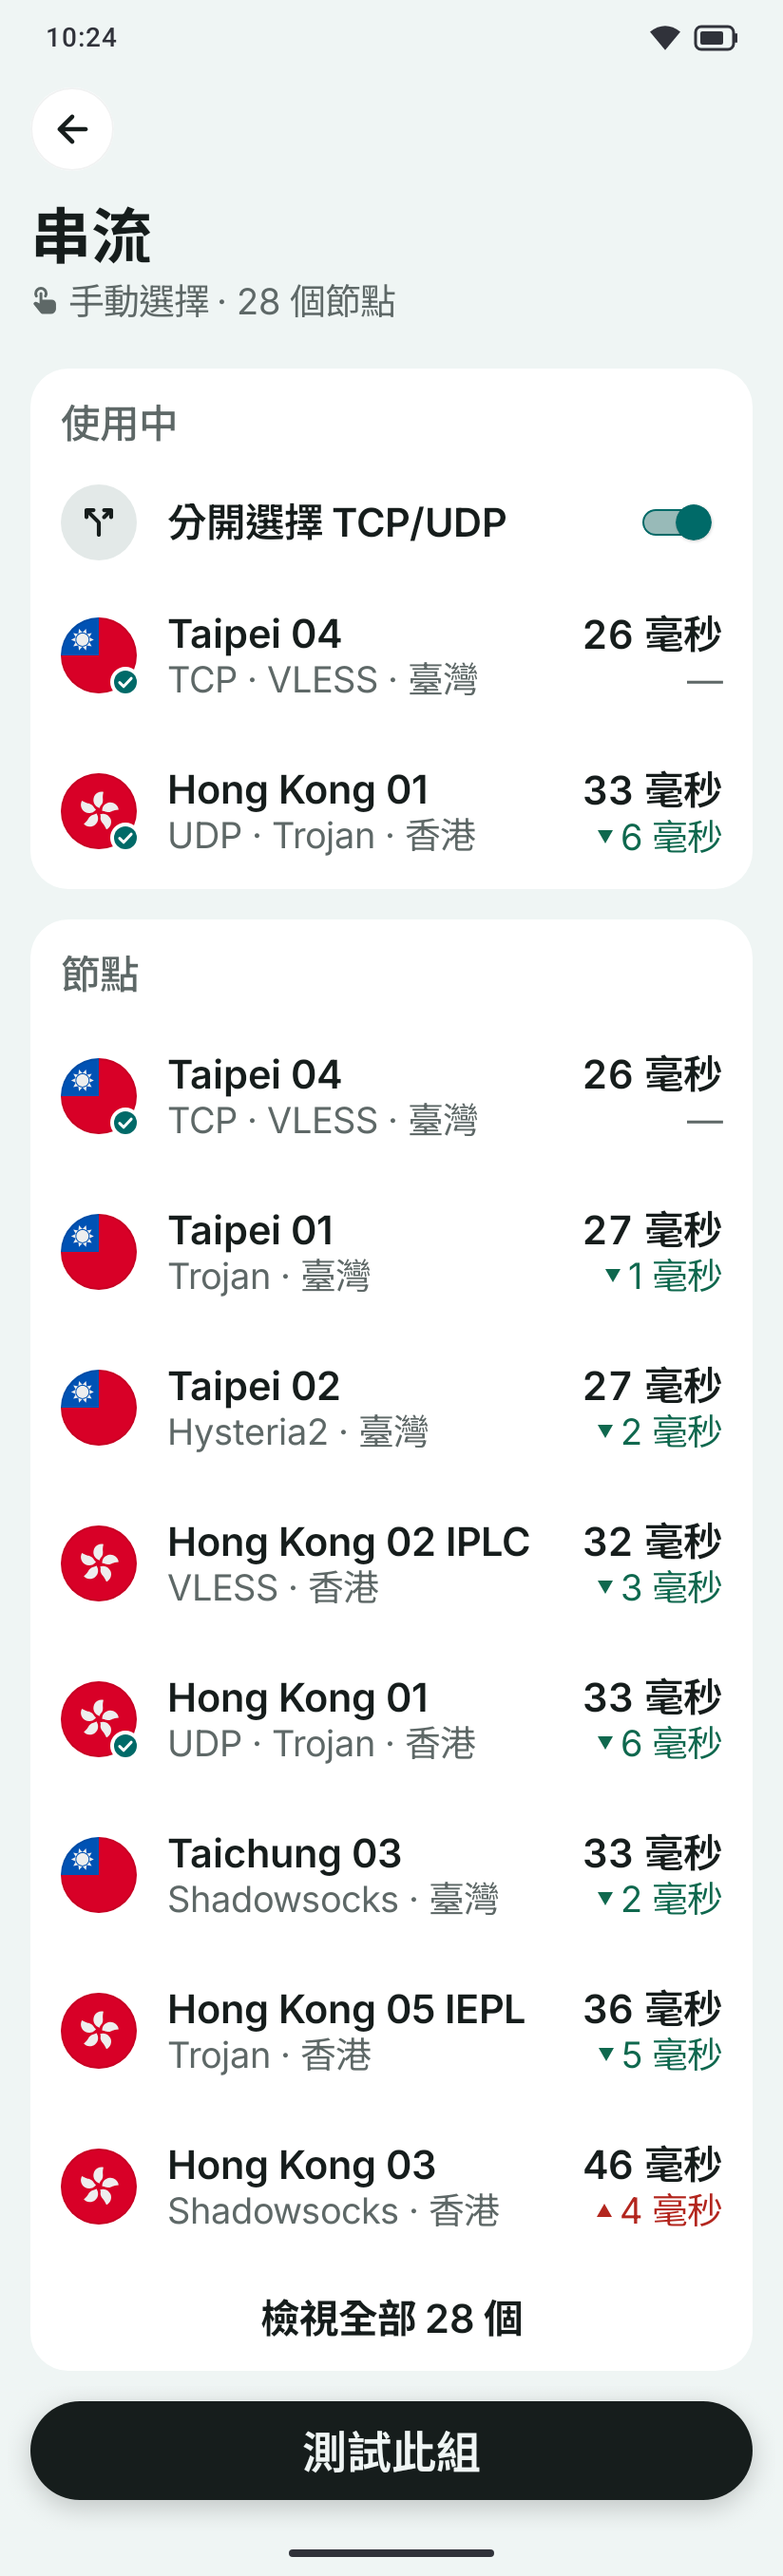 10:24
串流
手動選擇 · 28 個節點
使用中
分開選擇 TCP/UDP
Taipei 04
26 毫秒
TCP · VLESS · 臺灣
—
Hong Kong 01
33 毫秒
UDP · Trojan · 香港
▼6 毫秒
節點
Taipei 04
26 毫秒
TCP · VLESS · 臺灣
—
Taipei 01
27 毫秒
Trojan · 臺灣
▼1 毫秒
Taipei 02
27 毫秒
Hysteria2 · 臺灣
▼2 毫秒
Hong Kong 02 IPLC
32 毫秒
VLESS · 香港
▼3 毫秒
Hong Kong 01
33 毫秒
UDP · Trojan · 香港
▼6 毫秒
Taichung 03
33 毫秒
Shadowsocks · 臺灣
▼2 毫秒
Hong Kong 05 IEPL
36 毫秒
Trojan · 香港
▼5 毫秒
Hong Kong 03
46 毫秒
Shadowsocks · 香港
▲4 毫秒
檢視全部 28 個
測試此組